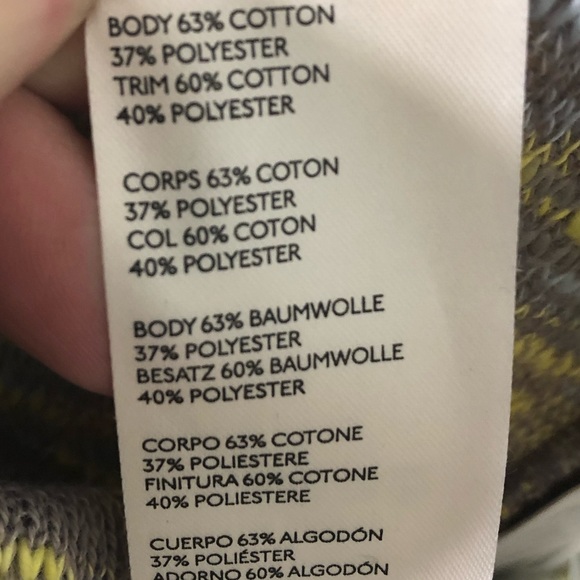 BODY 63% COTTON
37% POLYESTER
TRIM 60% COTTON
40% POLYESTER
CORPS 63% COTON
37% POLYESTER
COL 60% COTON
40% POLYESTER
BODY 63% BAUMWOLLE
37% POLYESTER
BESATZ 60% BAUMWOLLE
40% POLYESTER
CORPO 63% COTONE
37% POLIESTERE
FINITURA 60% COTONE
40% POLIESTERE
CUERPO 63% ALGODÓN
37% POLIÉSTER
ADORNO 60% ALGODÓN